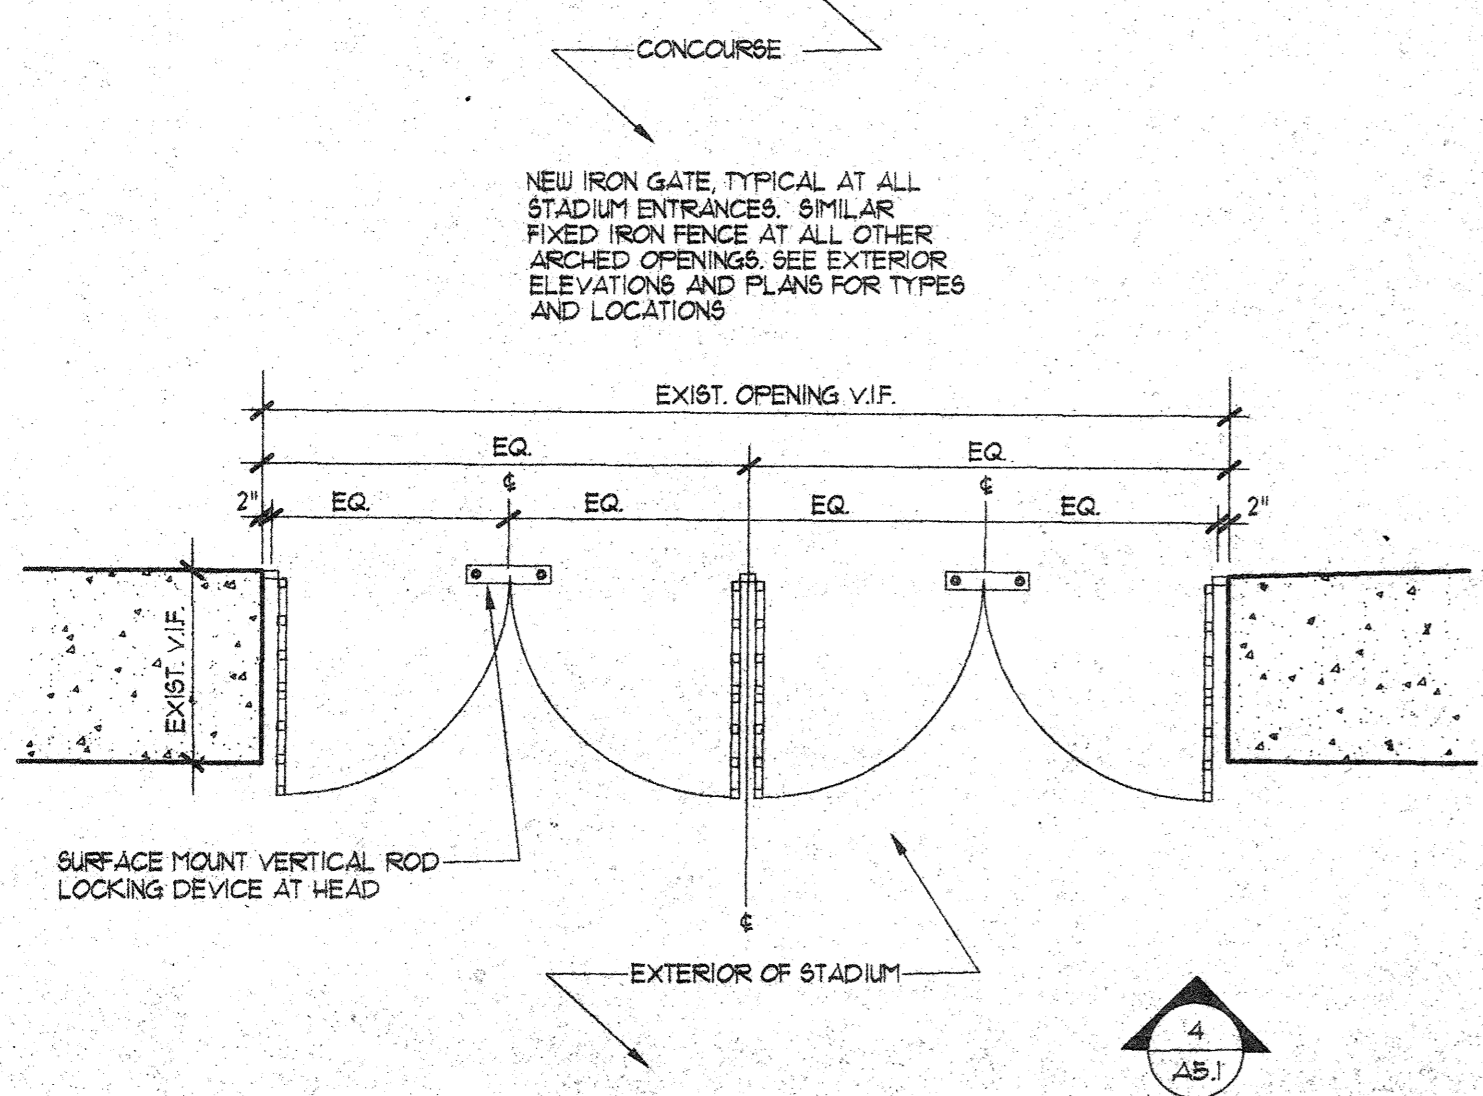 CONCOURSE
NEW IRON GATE, TYPICAL AT ALL
STADIUM ENTRANCES. SIMILAR
FIXED IRON FENCE AT ALL OTHER
ARCHED OPENINGS. SEE EXTERIOR
ELEVATIONS AND PLANS FOR TYPES
AND LOCATIONS
EXIST. OPENING V.I.F.
EQ.
EQ.
℄
℄
2"
EQ.
EQ.
EQ.
EQ.
2"
EXIST. V.I.F.
SURFACE MOUNT VERTICAL ROD
LOCKING DEVICE AT HEAD
℄
EXTERIOR OF STADIUM
4
A5.1